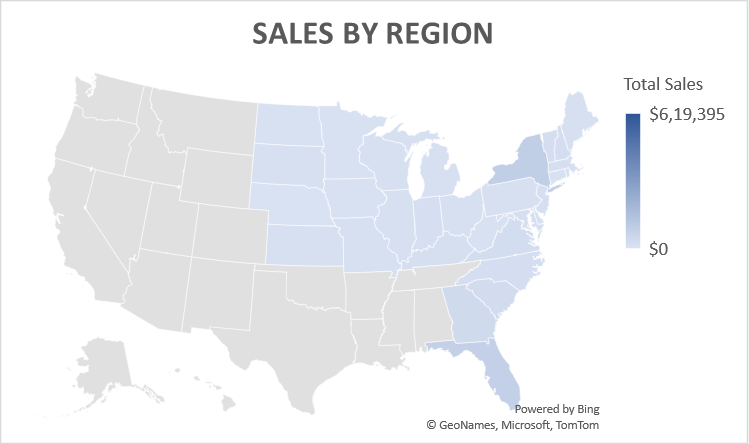 SALES BY REGION
Total Sales
$6,19,395
$0
Powered by Bing
© GeoNames, Microsoft, TomTom